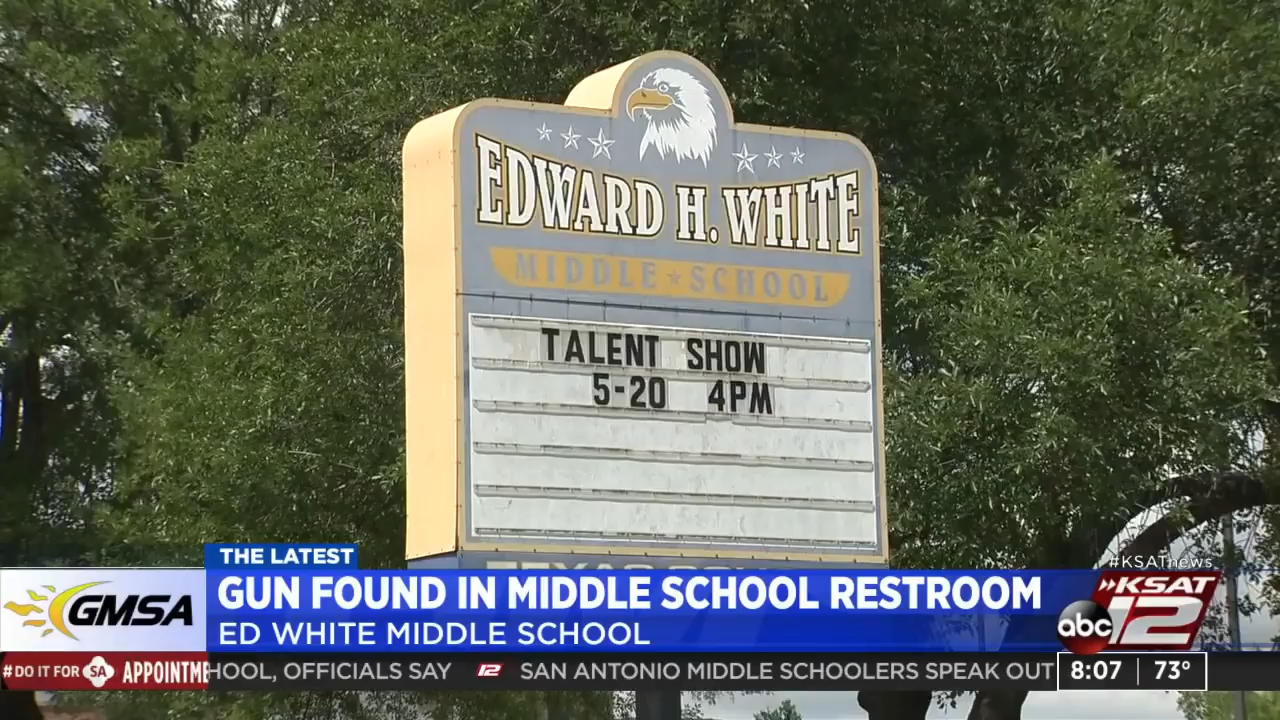 EDWARD H. WHITE
MIDDLE SCHOOL
TALENT SHOW
5-20 4PM
THE LATEST
#KSATnews
GMSA
GUN FOUND IN MIDDLE SCHOOL RESTROOM
ED WHITE MIDDLE SCHOOL
abc
KSAT
12
#DO IT FOR SA APPOINTME
HOOL, OFFICIALS SAY 12 SAN ANTONIO MIDDLE SCHOOLERS SPEAK OUT
8:07 73°